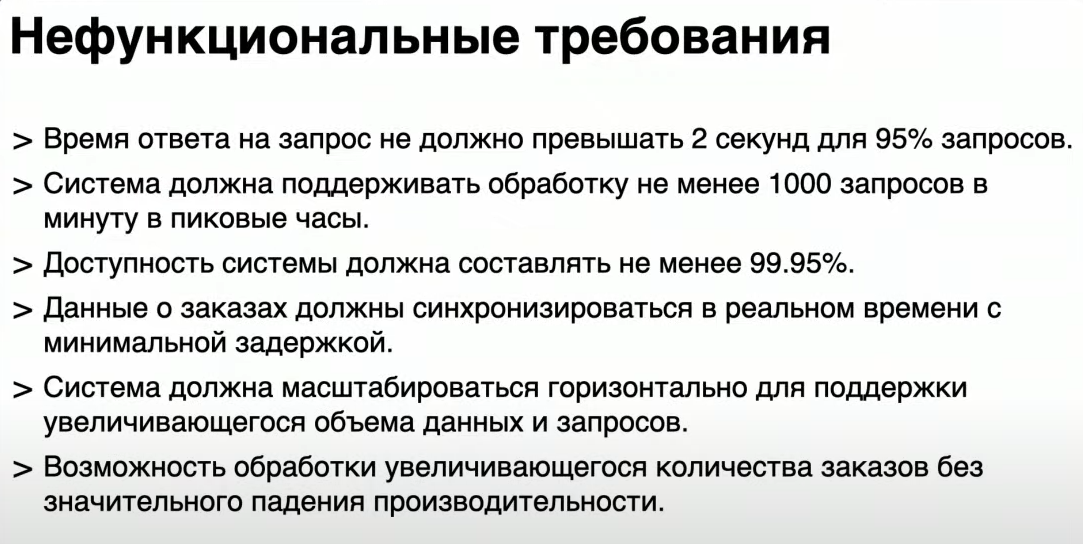 Нефункциональные требования
> Время ответа на запрос не должно превышать 2 секунд для 95% запросов.
> Система должна поддерживать обработку не менее 1000 запросов в
минуту в пиковые часы.
> Доступность системы должна составлять не менее 99.95%.
> Данные о заказах должны синхронизироваться в реальном времени с
минимальной задержкой.
> Система должна масштабироваться горизонтально для поддержки
увеличивающегося объема данных и запросов.
> Возможность обработки увеличивающегося количества заказов без
значительного падения производительности.